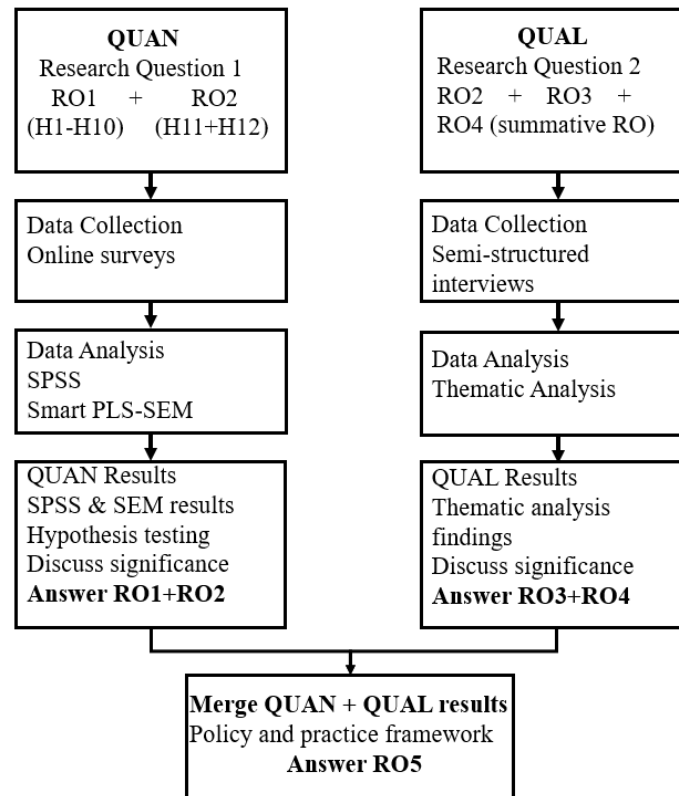 QUAN
Research Question 1
RO1 + RO2
(H1-H10) (H11+H12)
Data Collection
Online surveys
Data Analysis
SPSS
Smart PLS-SEM
QUAN Results
SPSS & SEM results
Hypothesis testing
Discuss significance
Answer RO1+RO2
QUAL
Research Question 2
RO2 + RO3 +
RO4 (summative RO)
Data Collection
Semi-structured
interviews
Data Analysis
Thematic Analysis
QUAL Results
Thematic analysis
findings
Discuss significance
Answer RO3+RO4
Merge QUAN + QUAL results
Policy and practice framework
Answer RO5